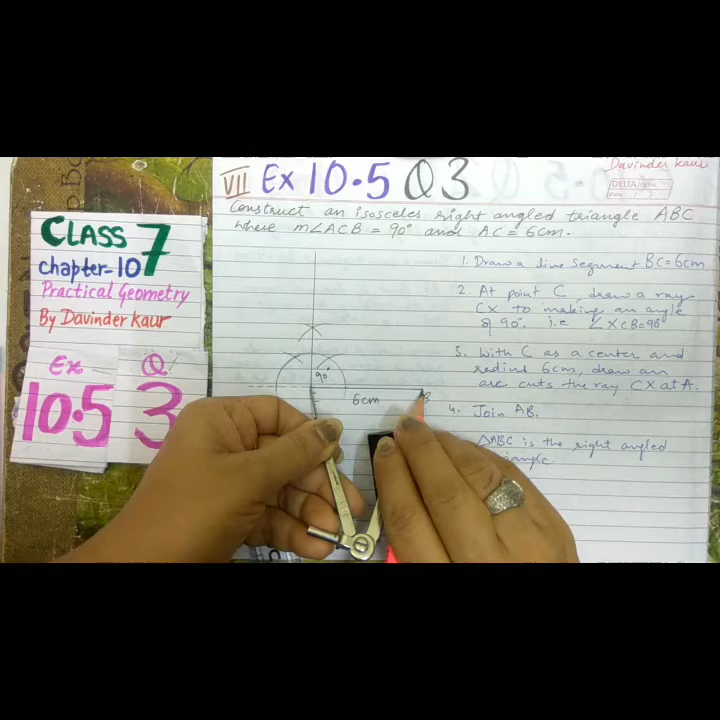 Davinder kaur
DELTA
VII Ex 10.5 Q3
Construct an isosceles right angled triangle ABC
where m∠ACB = 90° and AC = 6cm.
CLASS 7
chapter-10
Practical Geometry
By Davinder Kaur
Ex
10.5
Q
3
90°
6cm
B
1. Draw a line segment BC = 6cm
2. At point C, draw a ray
CX to making an angle
of 90°. i.e ∠XCB=90°
3. With C as a center and
radius 6cm, draw an
arc cuts the ray CX at A.
4. Join AB.
△ABC is the right angled